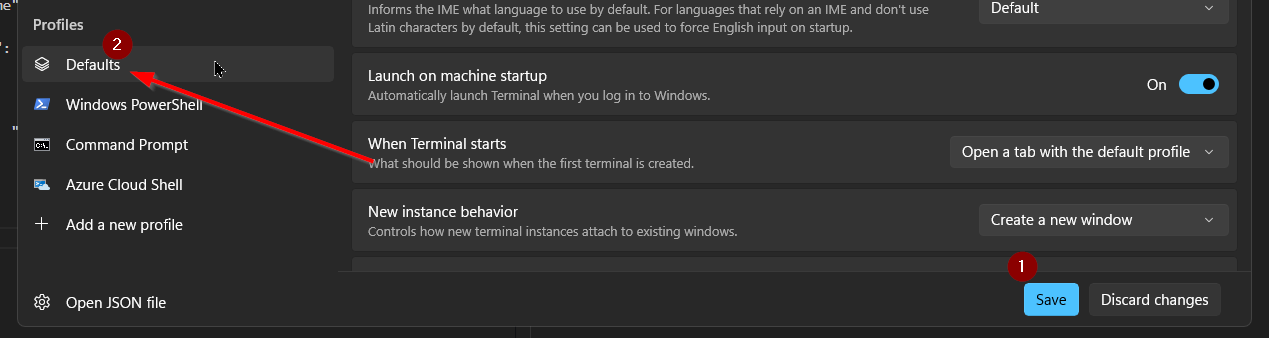 e"
Profiles
":
2
Defaults
Windows PowerShell
"
Command Prompt
Azure Cloud Shell
Add a new profile
Open JSON file
Informs the IME what language to use by default. For languages that rely on an IME and don't use
Latin characters by default, this setting can be used to force English input on startup.
Default
Launch on machine startup
Automatically launch Terminal when you log in to Windows.
On
When Terminal starts
What should be shown when the first terminal is created.
Open a tab with the default profile
New instance behavior
Controls how new terminal instances attach to existing windows.
Create a new window
1
Save
Discard changes